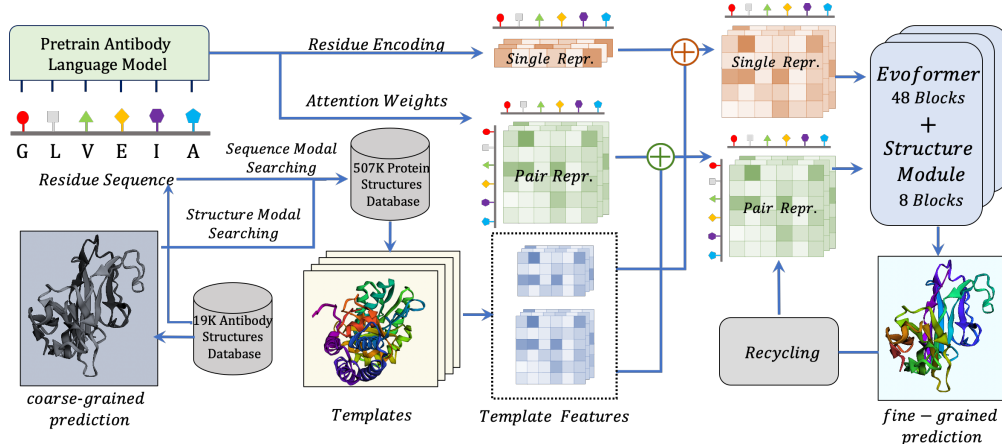 Pretrain Antibody
Language Model
G L V E I A
Residue Sequence
Residue Encoding
Attention Weights
Sequence Modal
Searching
Structure Modal
Searching
507K Protein
Structures
Database
19K Antibody
Structures
Database
coarse-grained
prediction
Templates
Single Repr.
Pair Repr.
Template Features
Single Repr.
Pair Repr.
Recycling
Evoformer
48 Blocks
+
Structure
Module
8 Blocks
fine − grained
prediction